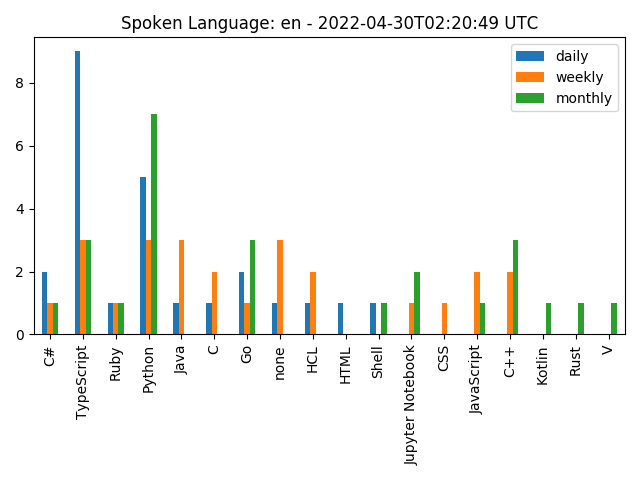 Spoken Language: en - 2022-04-30T02:20:49 UTC
daily
weekly
monthly
8
6
4
2
0
C#
TypeScript
Ruby
Python
Java
C
Go
none
HCL
HTML
Shell
Jupyter Notebook
CSS
JavaScript
C++
Kotlin
Rust
V